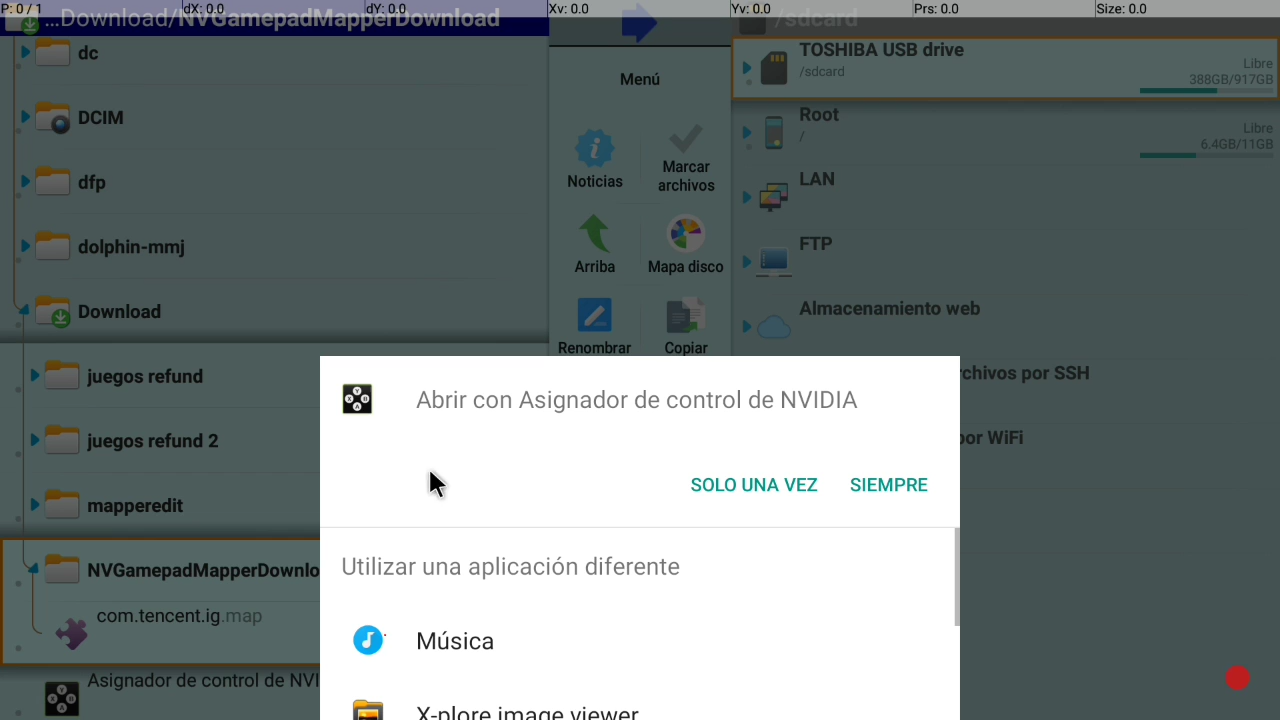 P: 0 / 1
dX: 0.0
dY: 0.0
Xv: 0.0
Yv: 0.0
Prs: 0.0
Size: 0.0
...Download/NVGamepadMapperDownload
dc
DCIM
dfp
dolphin-mmj
Download
juegos refund
juegos refund 2
mapperedit
NVGamepadMapperDownlo
com.tencent.ig.map
Asignador de control de NVI
Menú
Noticias
Marcar
archivos
Arriba
Mapa disco
Renombrar
Copiar
/sdcard
TOSHIBA USB drive
/sdcard
Libre
388GB/917GB
Root
/
Libre
6.4GB/11GB
LAN
FTP
Almacenamiento web
rchivos por SSH
por WiFi
Abrir con Asignador de control de NVIDIA
SOLO UNA VEZ
SIEMPRE
Utilizar una aplicación diferente
Música
X-plore image viewer